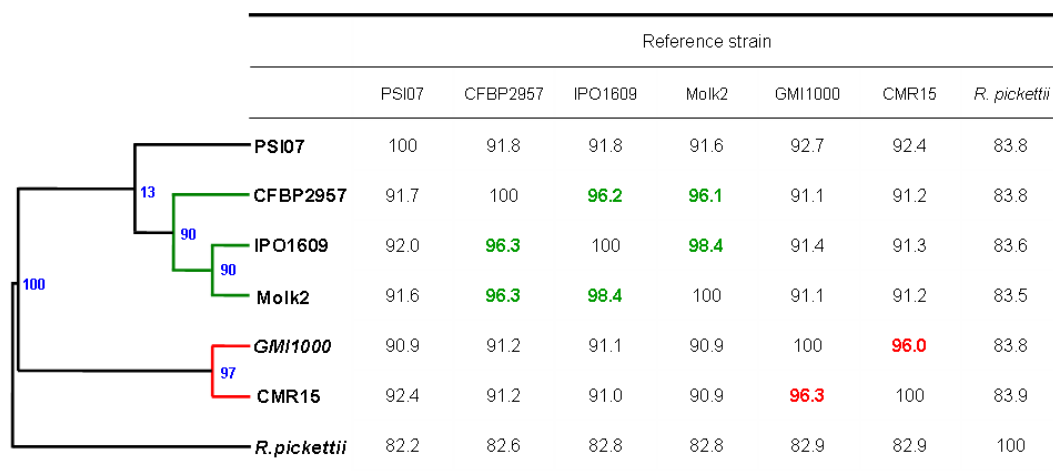 Reference strain
PSI07 CFBP2957 IPO1609 Molk2 GMI1000 CMR15 R. pickettii
PSI07 100 91.8 91.8 91.6 92.7 92.4 83.8
13
CFBP2957 91.7 100 96.2 96.1 91.1 91.2 83.8
90
IPO1609 92.0 96.3 100 98.4 91.4 91.3 83.6
90
100
Molk2 91.6 96.3 98.4 100 91.1 91.2 83.5
GMI1000 90.9 91.2 91.1 90.9 100 96.0 83.8
97
CMR15 92.4 91.2 91.0 90.9 96.3 100 83.9
R.pickettii 82.2 82.6 82.8 82.8 82.9 82.9 100